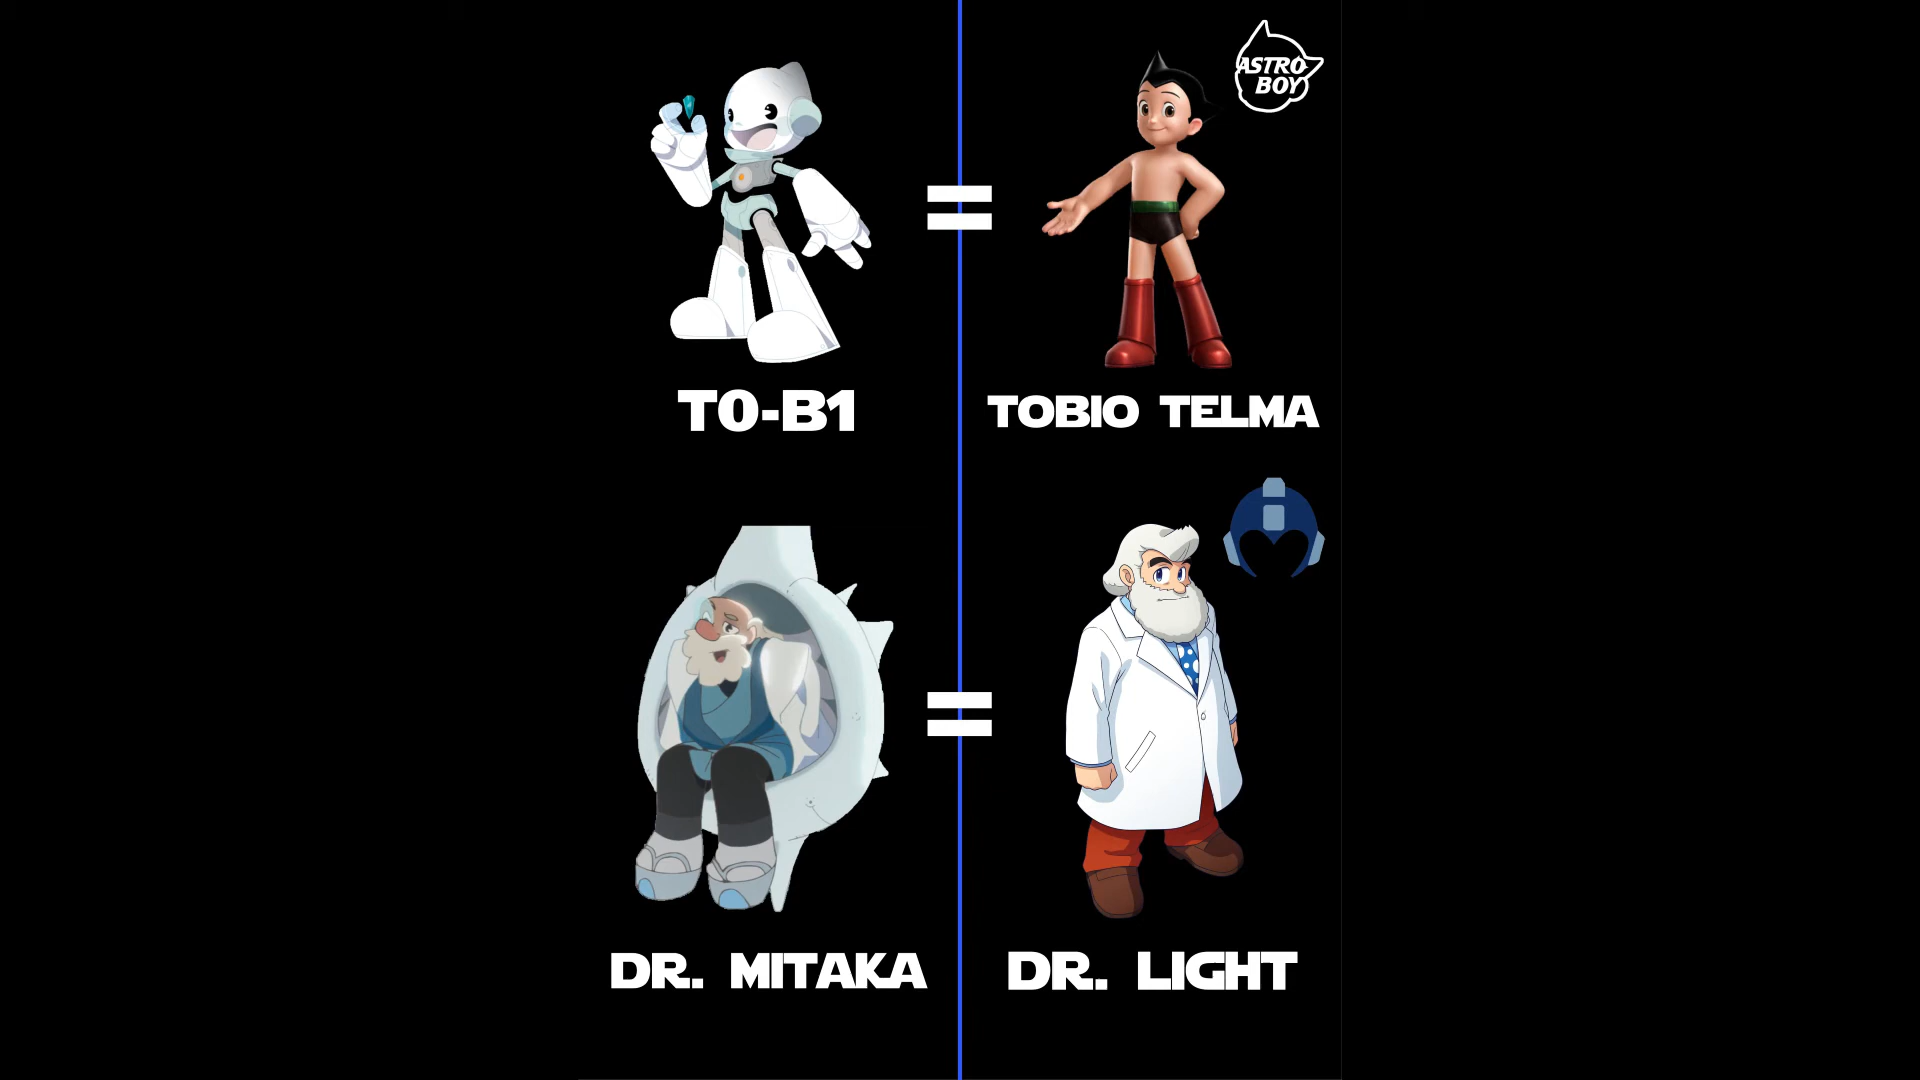 ASTRO
BOY
=
T0-B1
TOBIO TELMA
=
DR. MITAKA
DR. LIGHT